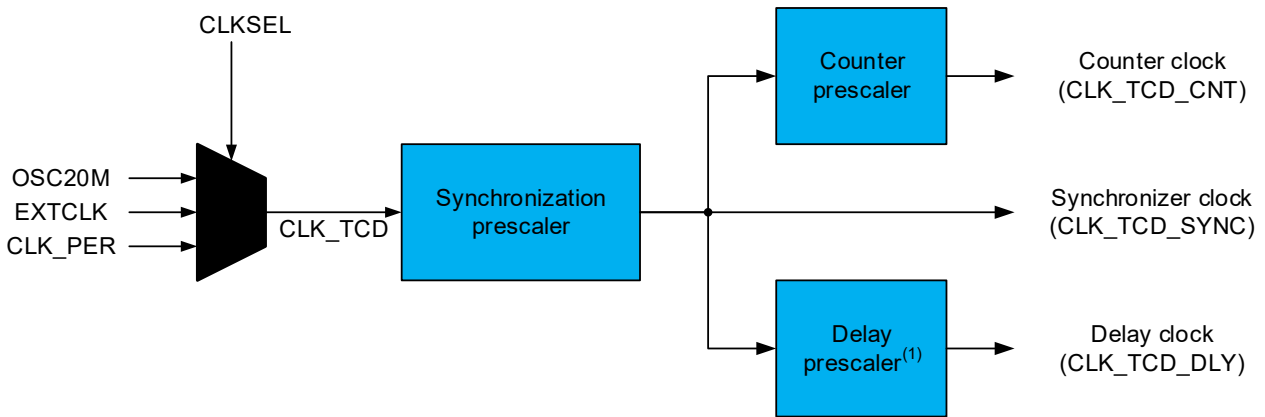 CLKSEL
OSC20M
EXTCLK
CLK_PER
CLK_TCD
Synchronization
prescaler
Counter
prescaler
Counter clock
(CLK_TCD_CNT)
Synchronizer clock
(CLK_TCD_SYNC)
Delay
prescaler(1)
Delay clock
(CLK_TCD_DLY)